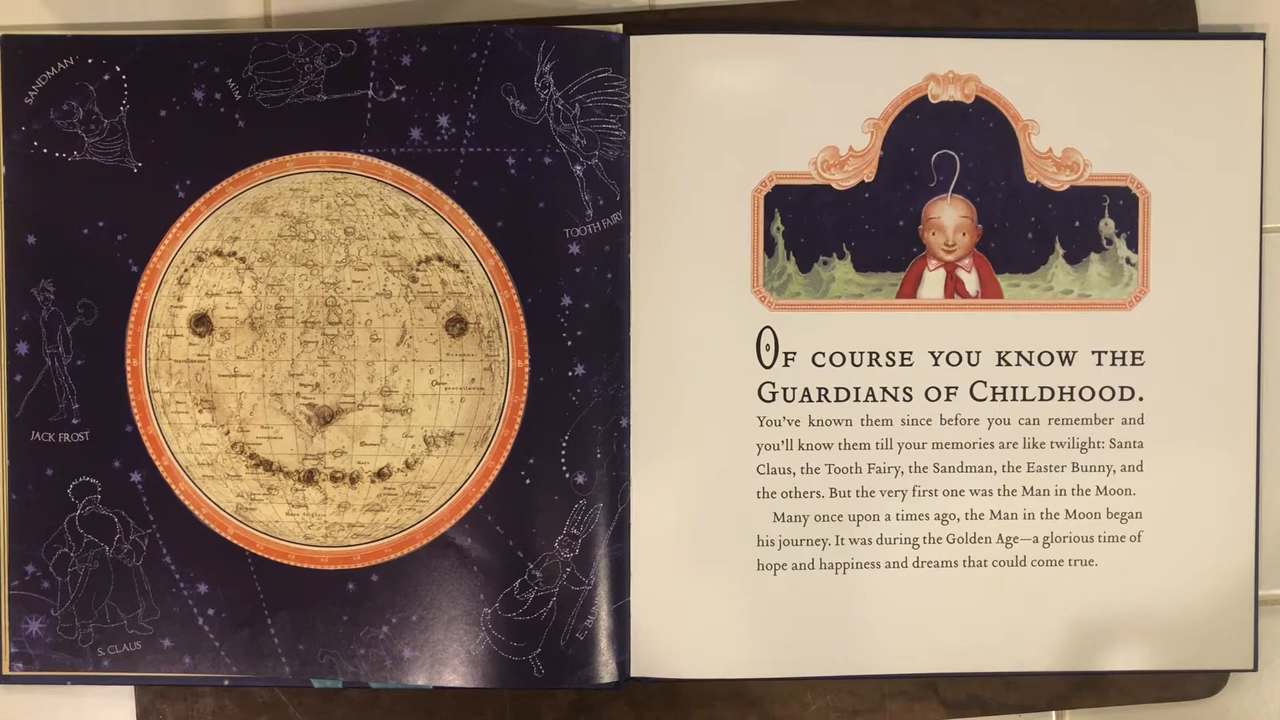 SANDMAN
MIM
TOOTH FAIRY
JACK FROST
S. CLAUS
OF COURSE YOU KNOW THE
GUARDIANS OF CHILDHOOD.
You've known them since before you can remember and
you'll know them till your memories are like twilight: Santa
Claus, the Tooth Fairy, the Sandman, the Easter Bunny, and
the others. But the very first one was the Man in the Moon.
Many once upon a times ago, the Man in the Moon began
his journey. It was during the Golden Age—a glorious time of
hope and happiness and dreams that could come true.